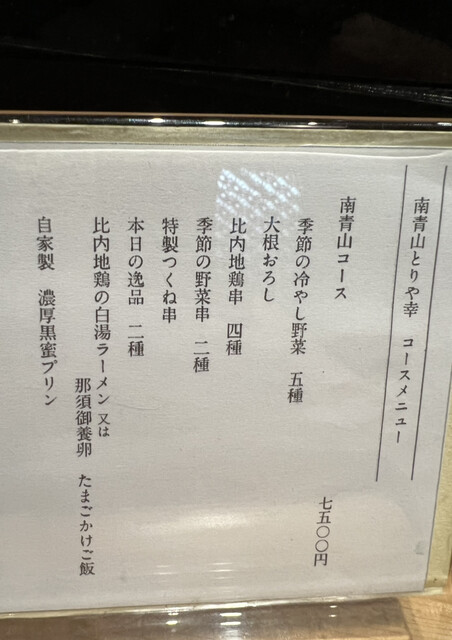 南青山とりや幸　コースメニュー
南青山コース　七五〇〇円
季節の冷やし野菜　五種
大根おろし
比内地鶏串　四種
季節の野菜串　二種
特製つくね串
本日の逸品　二種
比内地鶏の白湯ラーメン 又は
那須御養卵　たまごかけご飯
自家製　濃厚黒蜜プリン